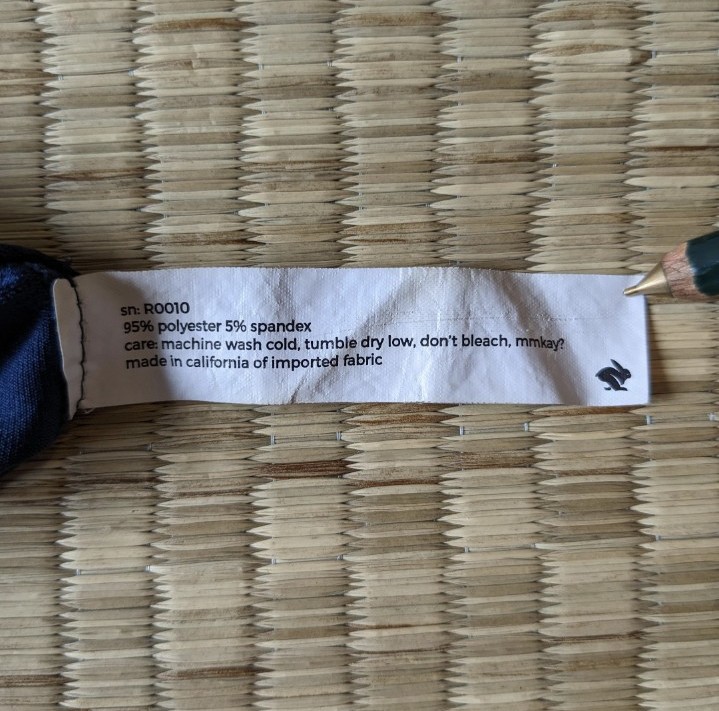 sn: R0010
95% polyester 5% spandex
care: machine wash cold, tumble dry low, don't bleach, mmkay?
made in california of imported fabric